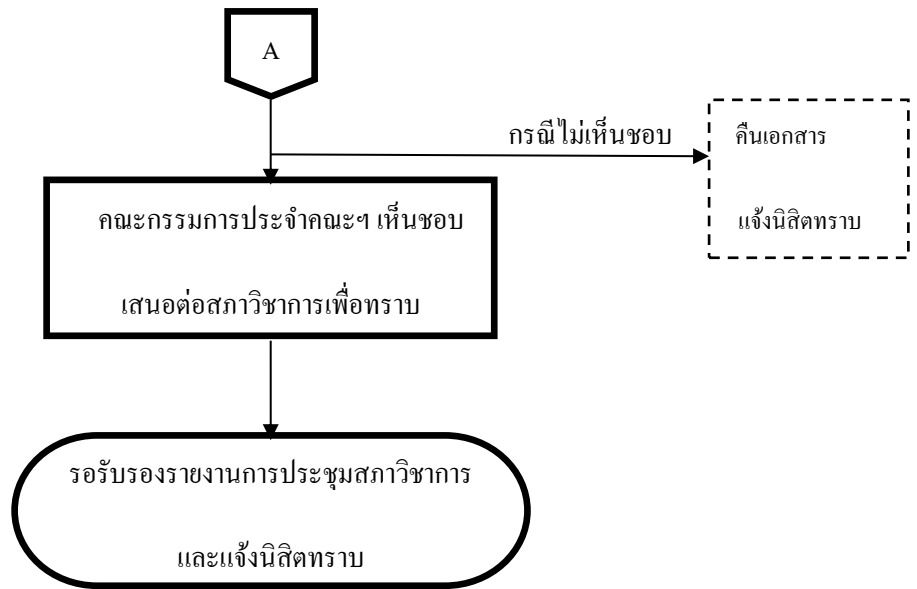 A
กรณีไม่เห็นชอบ
คืนเอกสาร
แจ้งนิสิตทราบ
คณะกรรมการประจำคณะฯ เห็นชอบ
เสนอต่อสภาวิชาการเพื่อทราบ
รอรับรองรายงานการประชุมสภาวิชาการ
และแจ้งนิสิตทราบ